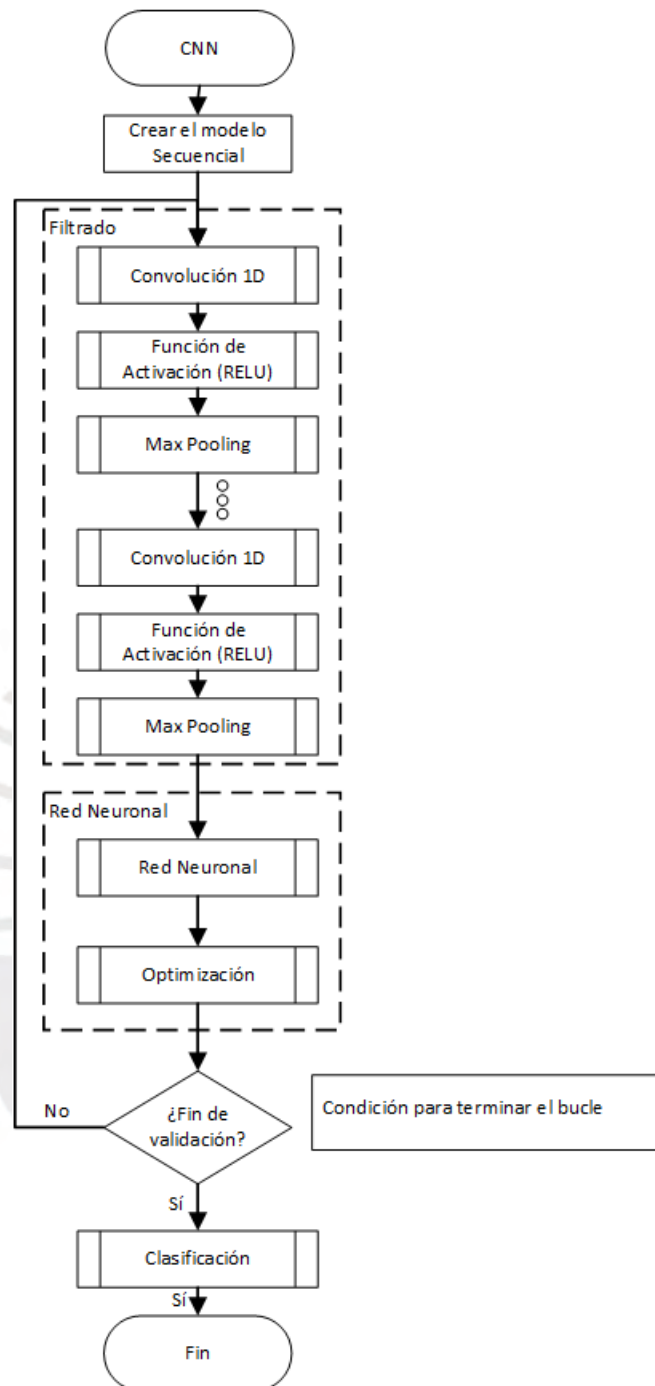 CNN
Crear el modelo
Secuencial
Filtrado
Convolución 1D
Función de
Activación (RELU)
Max Pooling
Convolución 1D
Función de
Activación (RELU)
Max Pooling
Red Neuronal
Red Neuronal
Optimización
¿Fin de
validación?
No
Condición para terminar el bucle
Sí
Clasificación
Sí
Fin